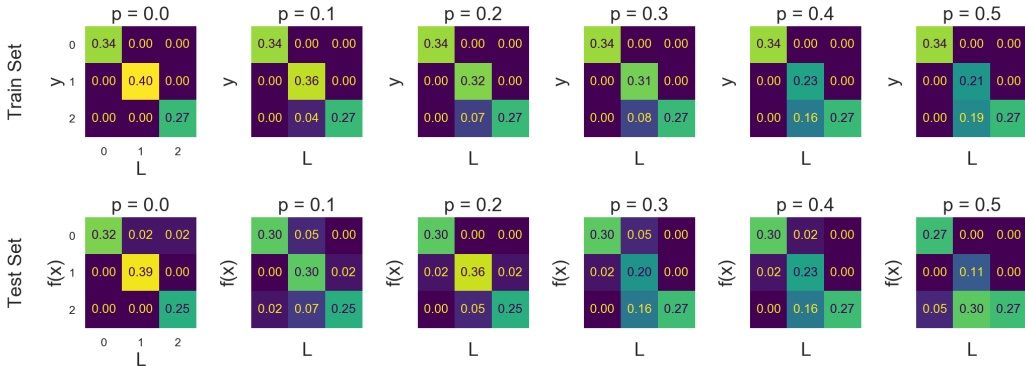 p = 0.0 p = 0.1 p = 0.2 p = 0.3 p = 0.4 p = 0.5
Train Set
y y y y y y
0 0.34 0.00 0.00 0.34 0.00 0.00 0.34 0.00 0.00 0.34 0.00 0.00 0.34 0.00 0.00 0.34 0.00 0.00
1 0.00 0.40 0.00 0.00 0.36 0.00 0.00 0.32 0.00 0.00 0.31 0.00 0.00 0.23 0.00 0.00 0.21 0.00
2 0.00 0.00 0.27 0.00 0.04 0.27 0.00 0.07 0.27 0.00 0.08 0.27 0.00 0.16 0.27 0.00 0.19 0.27
0 1 2
L L L L L L
p = 0.0 p = 0.1 p = 0.2 p = 0.3 p = 0.4 p = 0.5
Test Set
f(x) f(x) f(x) f(x) f(x) f(x)
0 0.32 0.02 0.02 0.30 0.05 0.00 0.30 0.00 0.00 0.30 0.05 0.00 0.30 0.02 0.00 0.27 0.00 0.00
1 0.00 0.39 0.00 0.00 0.30 0.02 0.02 0.36 0.02 0.02 0.20 0.00 0.02 0.23 0.00 0.00 0.11 0.00
2 0.00 0.00 0.25 0.02 0.07 0.25 0.00 0.05 0.25 0.00 0.16 0.27 0.00 0.16 0.27 0.05 0.30 0.27
0 1 2
L L L L L L